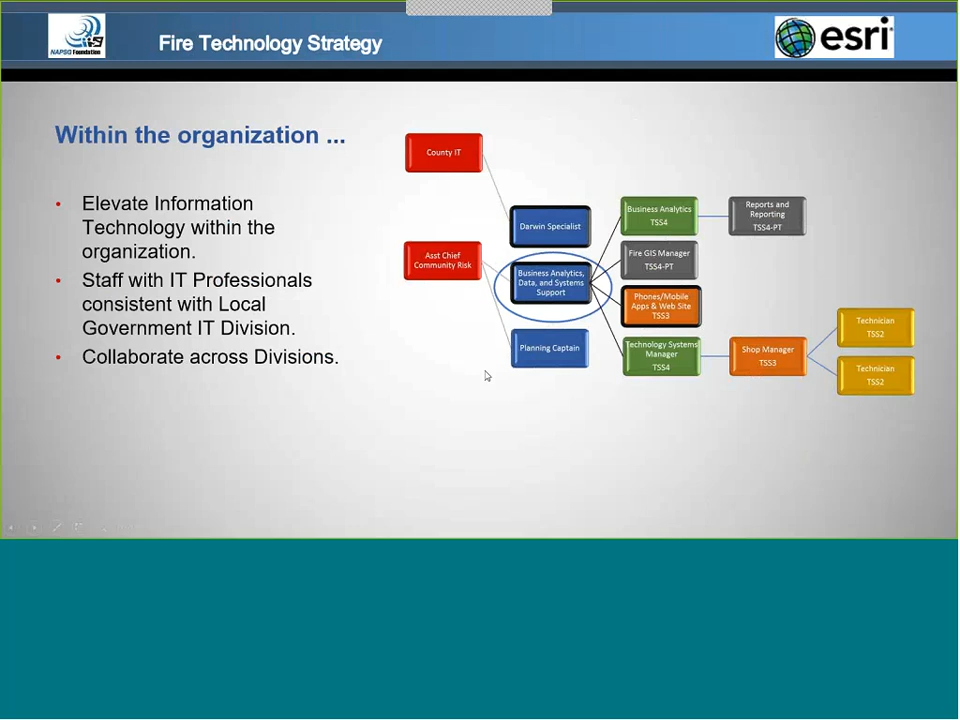 NAPSG Foundation
Fire Technology Strategy
esri
Within the organization ...
• Elevate Information
Technology within the
organization.
• Staff with IT Professionals
consistent with Local
Government IT Division.
• Collaborate across Divisions.
County IT
Asst Chief
Community Risk
Darwin Specialist
Business Analytics,
Data, and Systems
Support
Planning Captain
Business Analytics
TSS4
Fire GIS Manager
TSS4-PT
Phones/Mobile
Apps & Web Site
TSS3
Technology Systems
Manager
TSS4
Reports and
Reporting
TSS4-PT
Shop Manager
TSS3
Technician
TSS2
Technician
TSS2